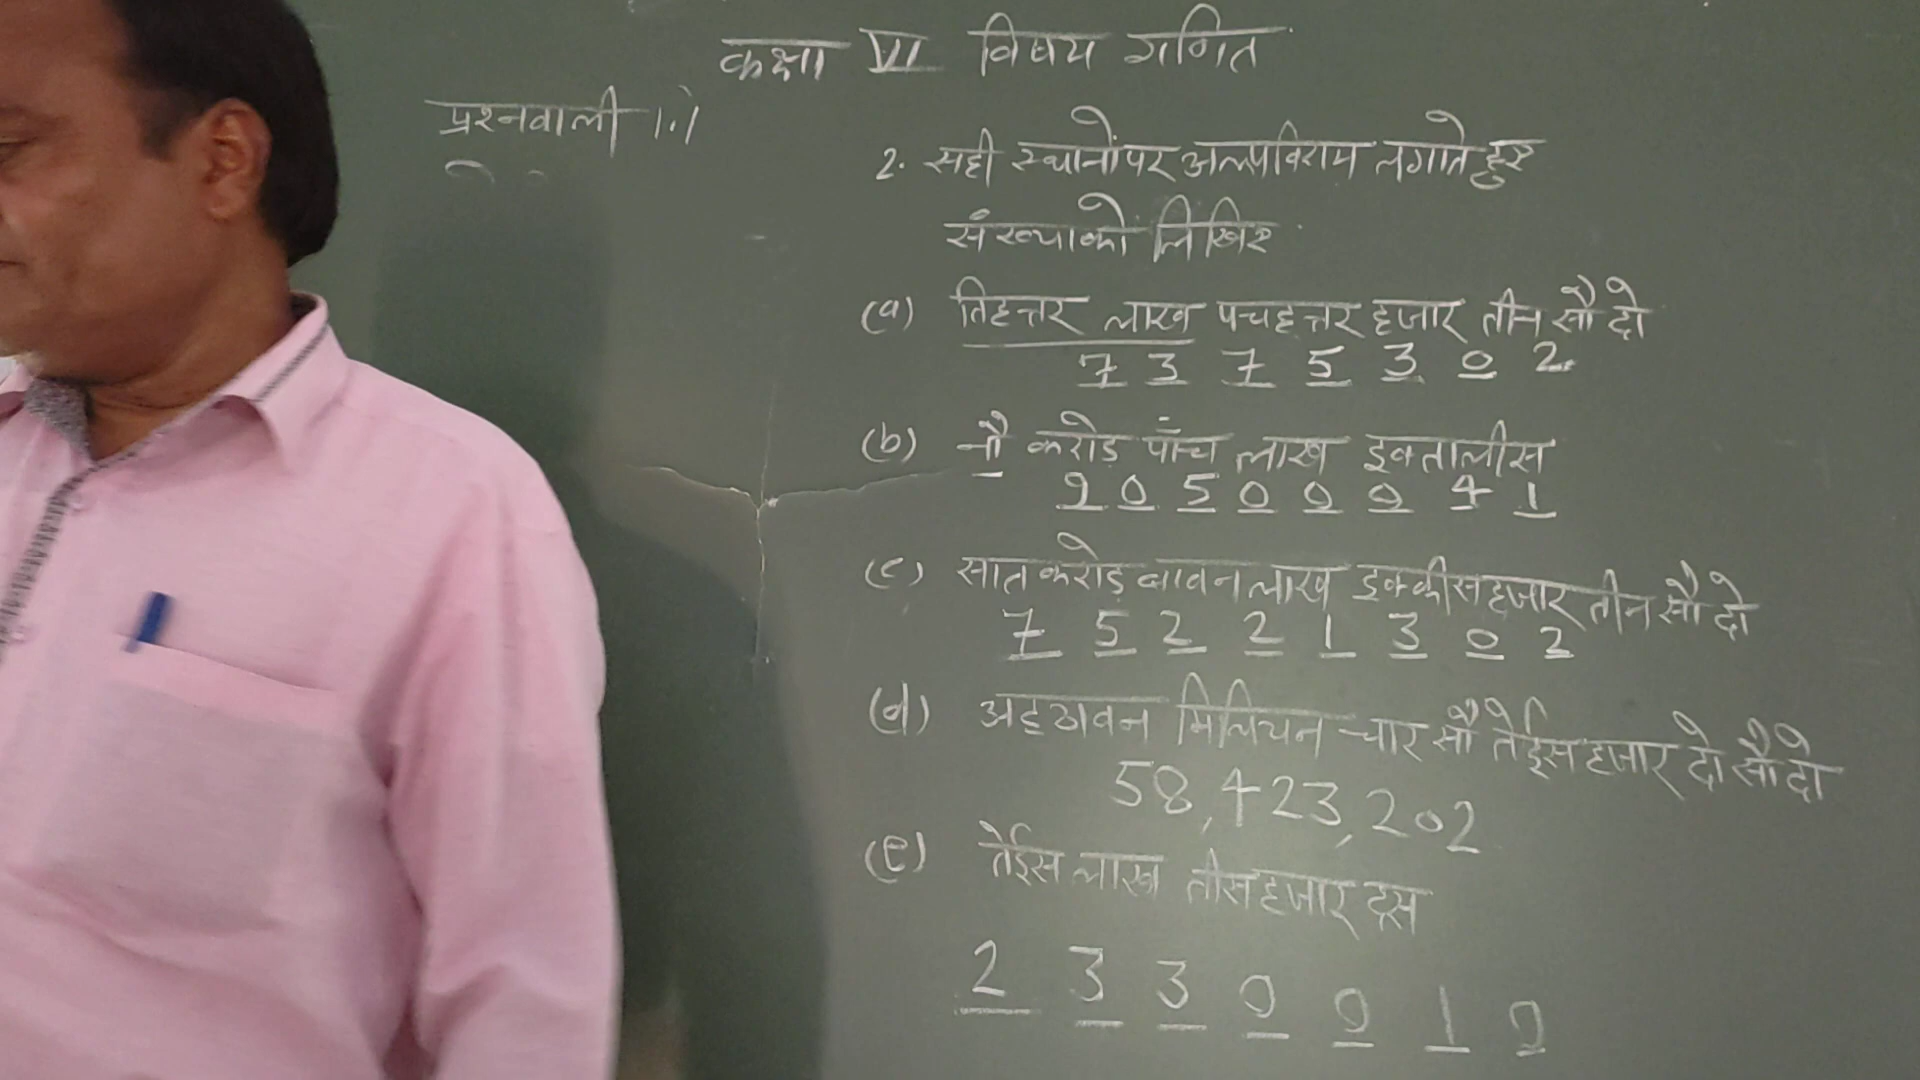 कक्षा VI विषय गणित
प्रश्नवाली 1.1
2. सही स्थानों पर अल्पविराम लगाते हुए
संख्या को लिखिए
(a) तिहत्तर लाख पचहत्तर हजार तीन सौ दो
7 3 7 5 3 0 2
(b) नौ करोड़ पाँच लाख इक्तालीस
9 0 5 0 0 0 4 1
(c) सात करोड़ बावन लाख इक्कीस हजार तीन सौ दो
7 5 2 2 1 3 0 2
(d) अट्ठावन मिलियन चार सौ तेईस हजार दो सौ दो
58,423,202
(e) तेईस लाख तीस हजार दस
2 3 3 0 0 1 0